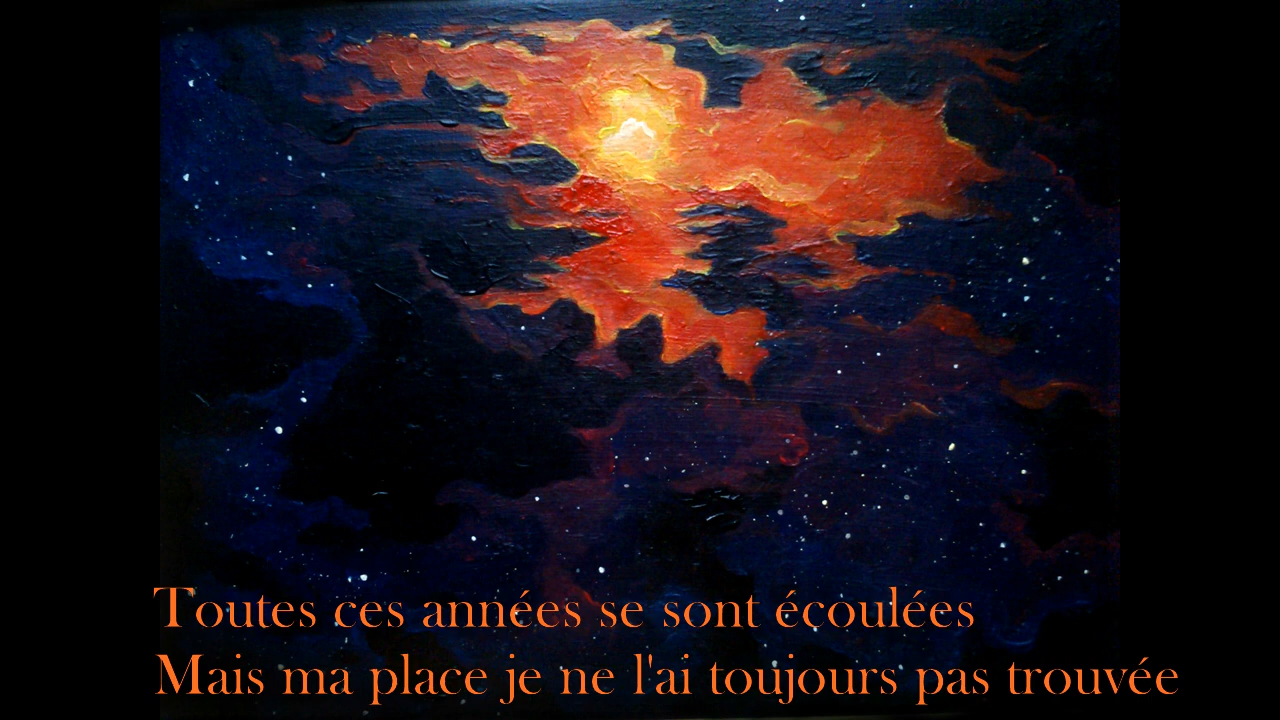 Toutes ces années se sont écoulées
Mais ma place je ne l'ai toujours pas trouvée